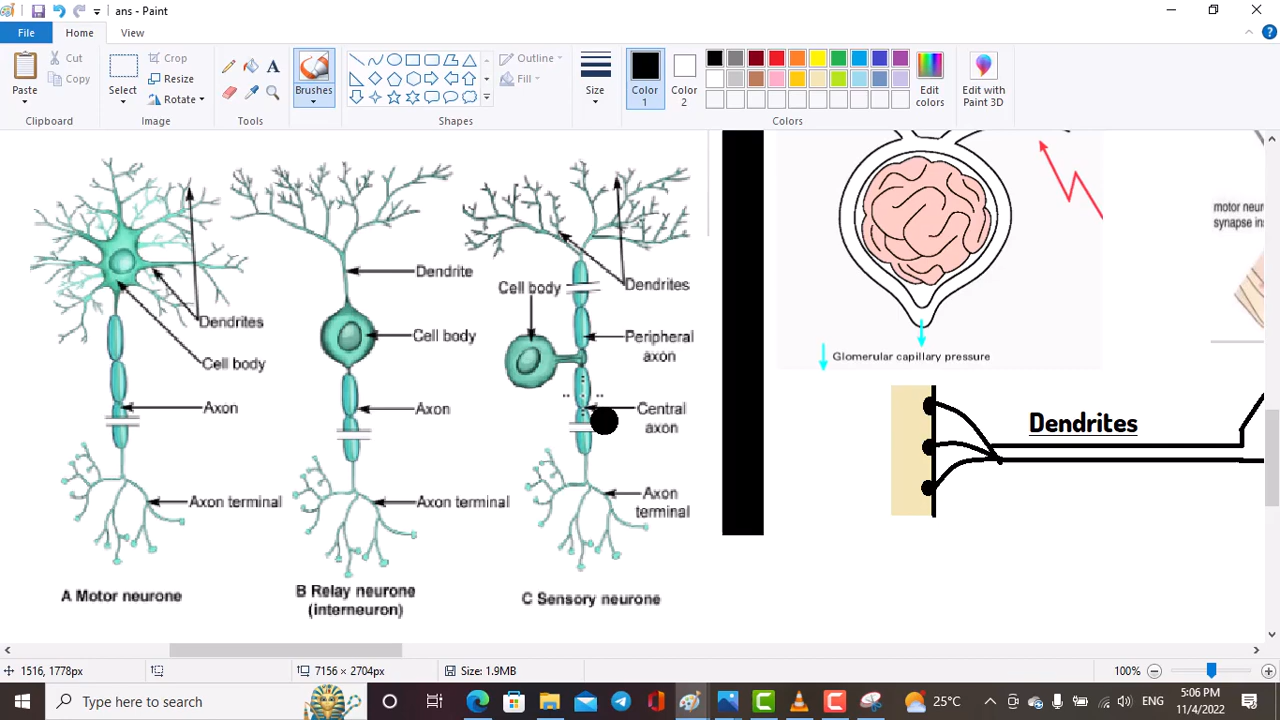 ans - Paint
File
Home
View
Paste
Cut
Copy
Clipboard
Select
Crop
Resize
Rotate
Image
A
Tools
Brushes
Outline
Fill
Shapes
Size
Color 1
Color 2
Edit colors
Edit with Paint 3D
Colors
Dendrites
Cell body
Axon
Axon terminal
A Motor neurone
Dendrite
Cell body
Axon
Axon terminal
B Relay neurone
(interneuron)
Cell body
Dendrites
Peripheral
axon
Central
axon
Axon
terminal
C Sensory neurone
Glomerular capillary pressure
Dendrites
motor neur
synapse in
1516, 1778px
7156 × 2704px
Size: 1.9MB
100%
Type here to search
25°C
ENG
5:06 PM
11/4/2022